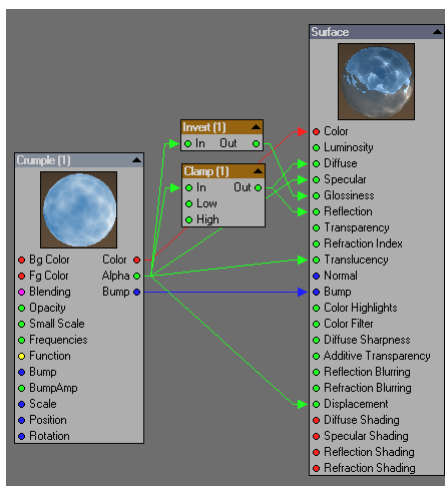 Surface
Color
Luminosity
Diffuse
Specular
Glossiness
Reflection
Transparency
Refraction Index
Translucency
Normal
Bump
Color Highlights
Color Filter
Diffuse Sharpness
Additive Transparency
Reflection Blurring
Refraction Blurring
Displacement
Diffuse Shading
Specular Shading
Reflection Shading
Refraction Shading
Invert (1)
In Out
Clamp (1)
In Out
Low
High
Crumple (1)
Bg Color Color
Fg Color Alpha
Blending Bump
Opacity
Small Scale
Frequencies
Function
Bump
BumpAmp
Scale
Position
Rotation